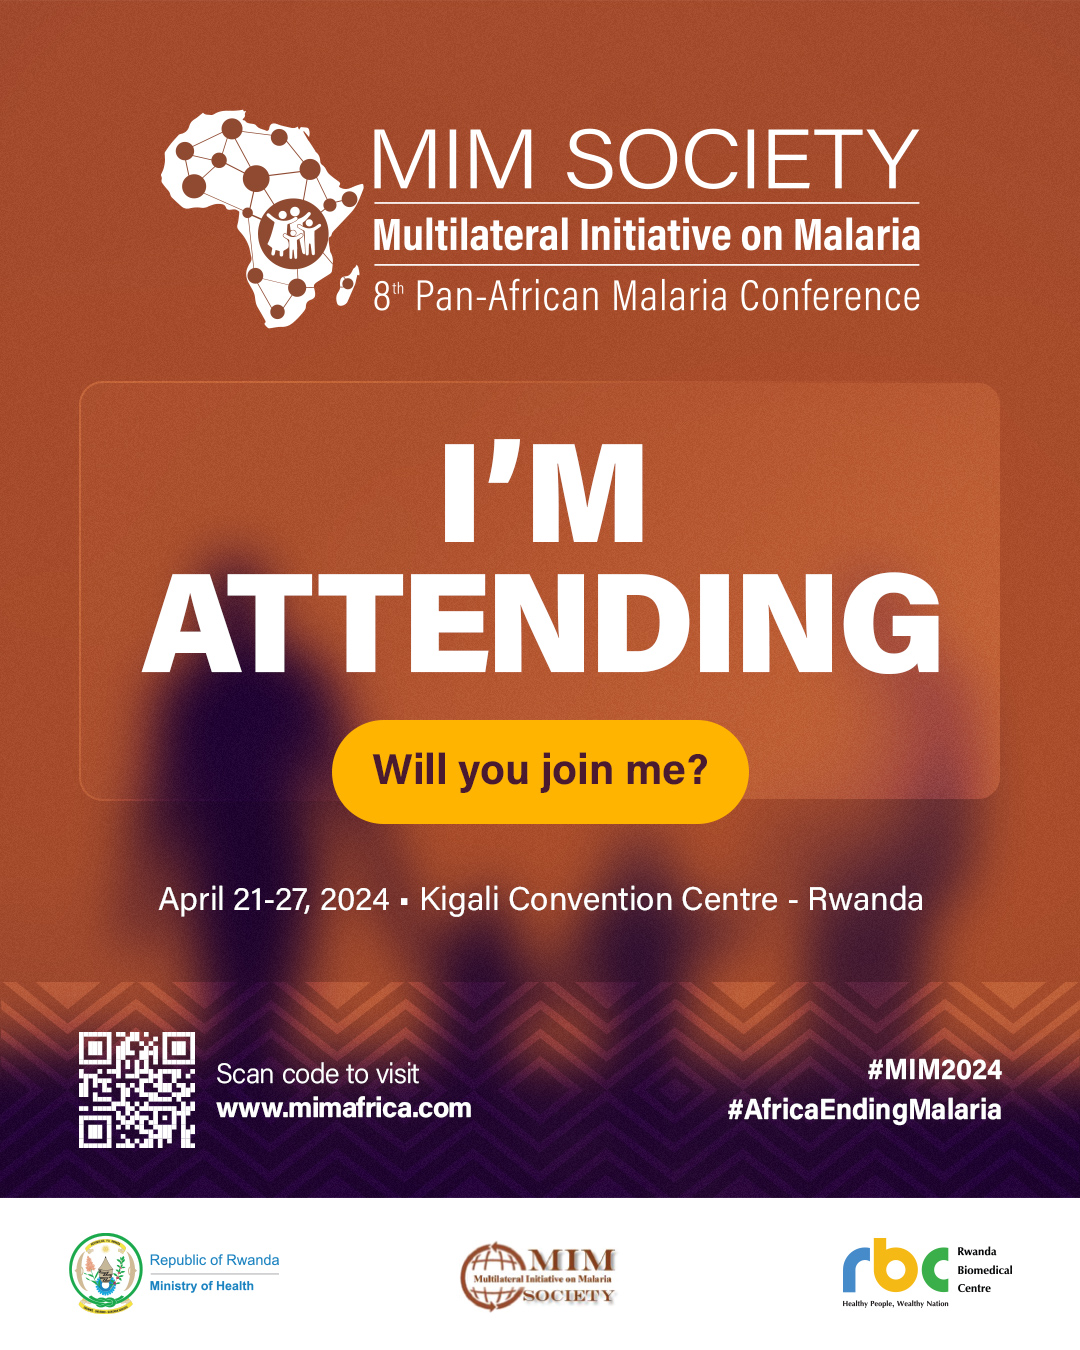 MIM SOCIETY
Multilateral Initiative on Malaria
8th Pan-African Malaria Conference
I’M
ATTENDING
Will you join me?
April 21-27, 2024 ▪ Kigali Convention Centre - Rwanda
Scan code to visit
www.mimafrica.com
#MIM2024
#AfricaEndingMalaria
Republic of Rwanda
Ministry of Health
MIM
Multilateral Initiative on Malaria
SOCIETY
rbc
Rwanda
Biomedical
Centre
Healthy People, Wealthy Nation